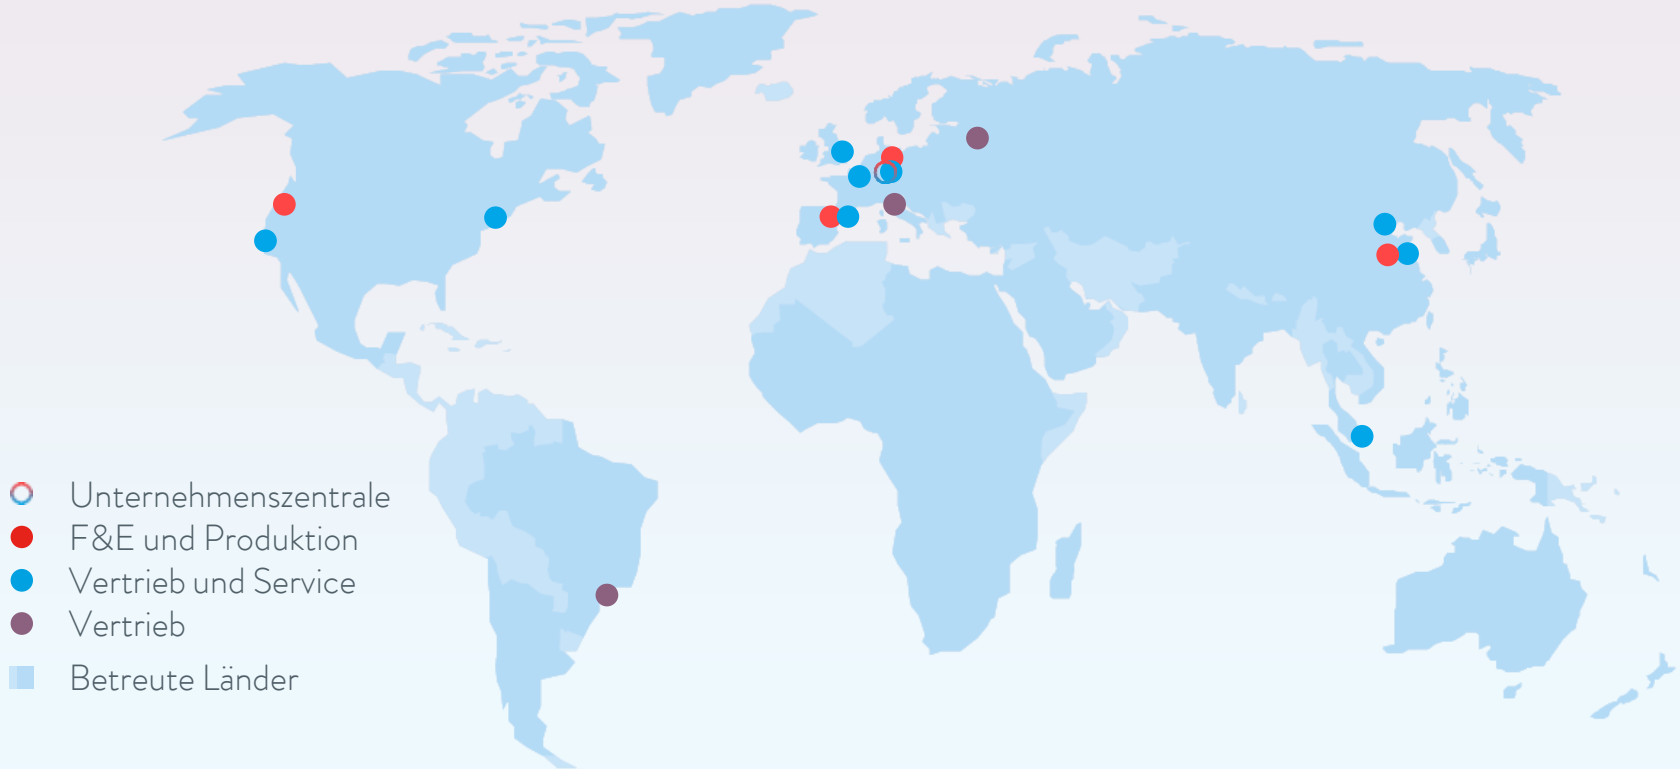 Unternehmenszentrale
F&E und Produktion
Vertrieb und Service
Vertrieb
Betreute Länder